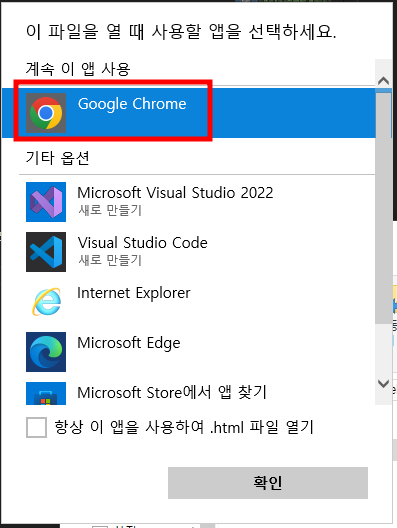 이 파일을 열 때 사용할 앱을 선택하세요.
계속 이 앱 사용
Google Chrome
기타 옵션
Microsoft Visual Studio 2022
새로 만들기
Visual Studio Code
새로 만들기
Internet Explorer
Microsoft Edge
Microsoft Store에서 앱 찾기
항상 이 앱을 사용하여 .html 파일 열기
확인